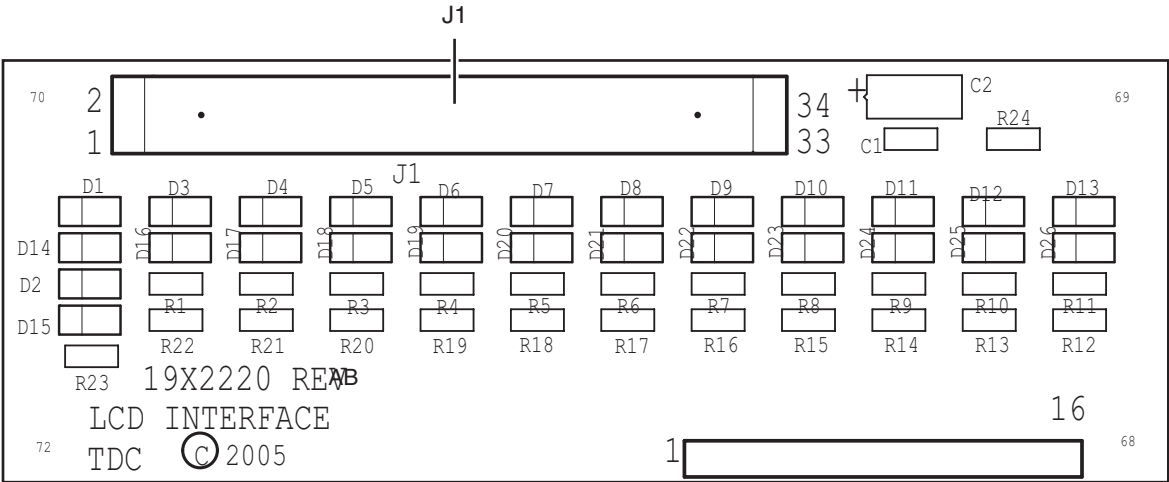 J1
70 2 34 C2 69
1 33 C1 R24
J1
D1 D3 D4 D5 D6 D7 D8 D9 D10 D11 D12 D13
D14 D16 D17 D18 D19 D20 D21 D22 D23 D24 D25 D26
D2
R1 R2 R3 R4 R5 R6 R7 R8 R9 R10 R11
D15
R22 R21 R20 R19 R18 R17 R16 R15 R14 R13 R12
R23 19X2220 REV AB
LCD INTERFACE 16
72 TDC C 2005 1 68